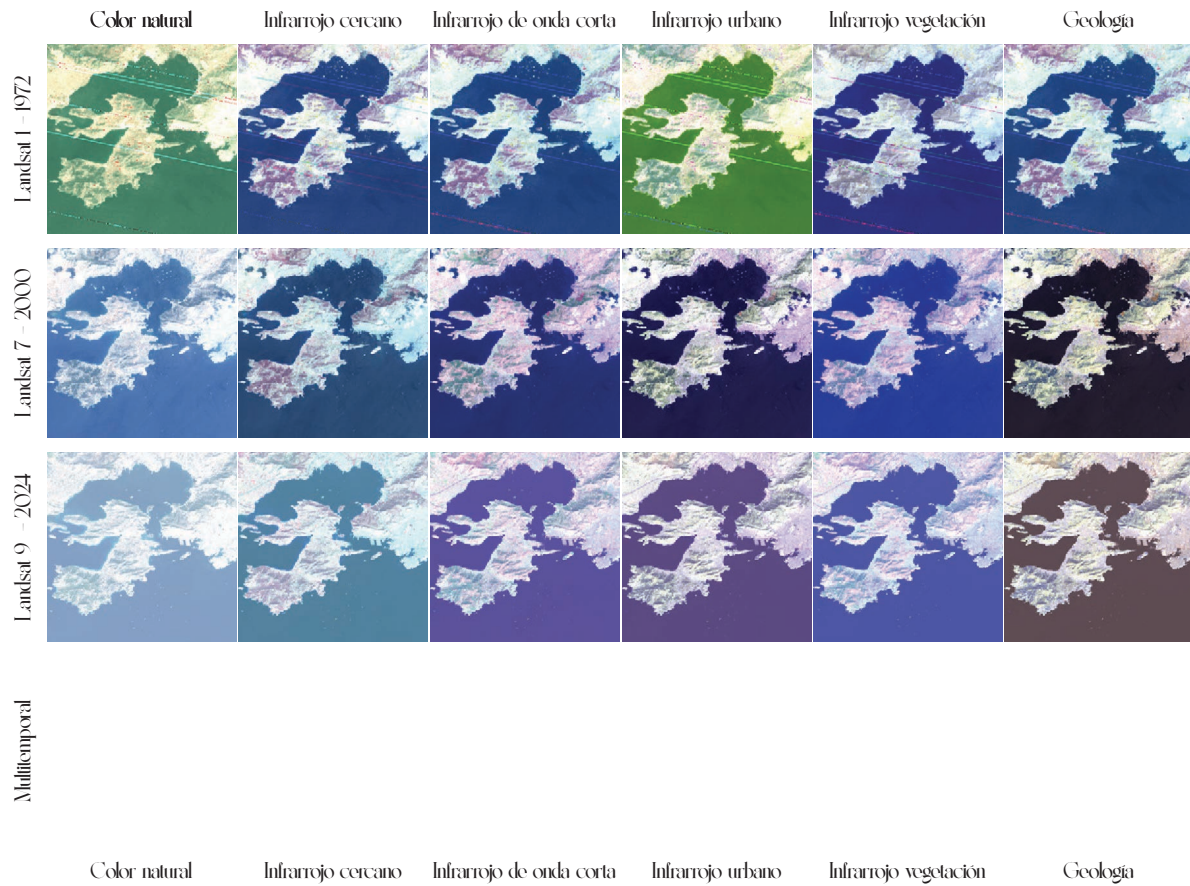 Color natural Infrarrojo cercano Infrarrojo de onda corta Infrarrojo urbano Infrarrojo vegetación Geología
Landsat 1 – 1972
Landsat 7 – 2000
Landsat 9 – 2024
Multitemporal
Color natural Infrarrojo cercano Infrarrojo de onda corta Infrarrojo urbano Infrarrojo vegetación Geología